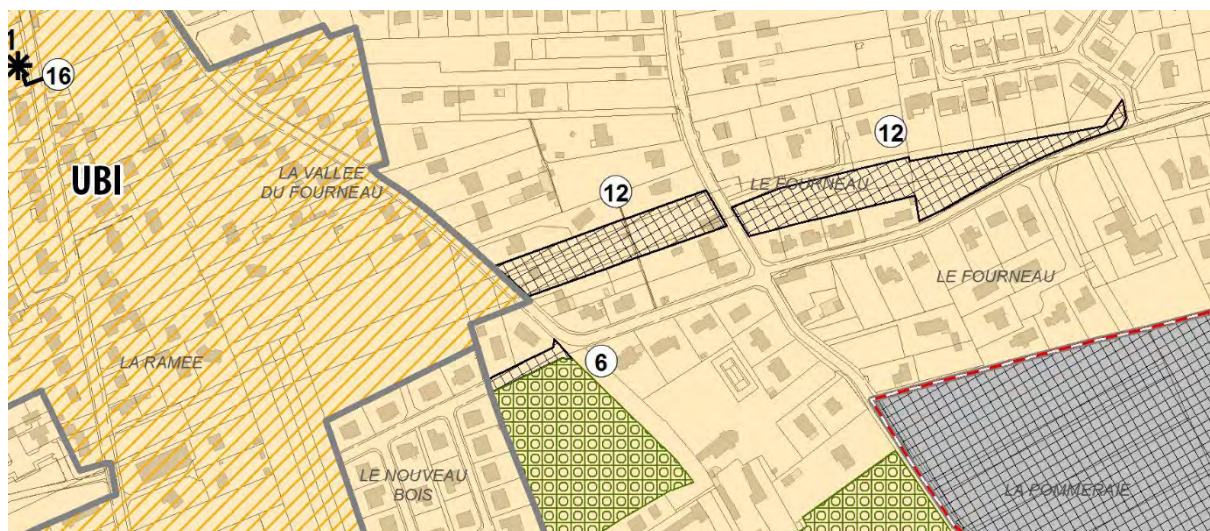 1
16
UBI
LA VALLEE
DU FOURNEAU
12
12
LE FOURNEAU
LE FOURNEAU
LA RAMEE
6
LE NOUVEAU
BOIS
LA POMMERAIE